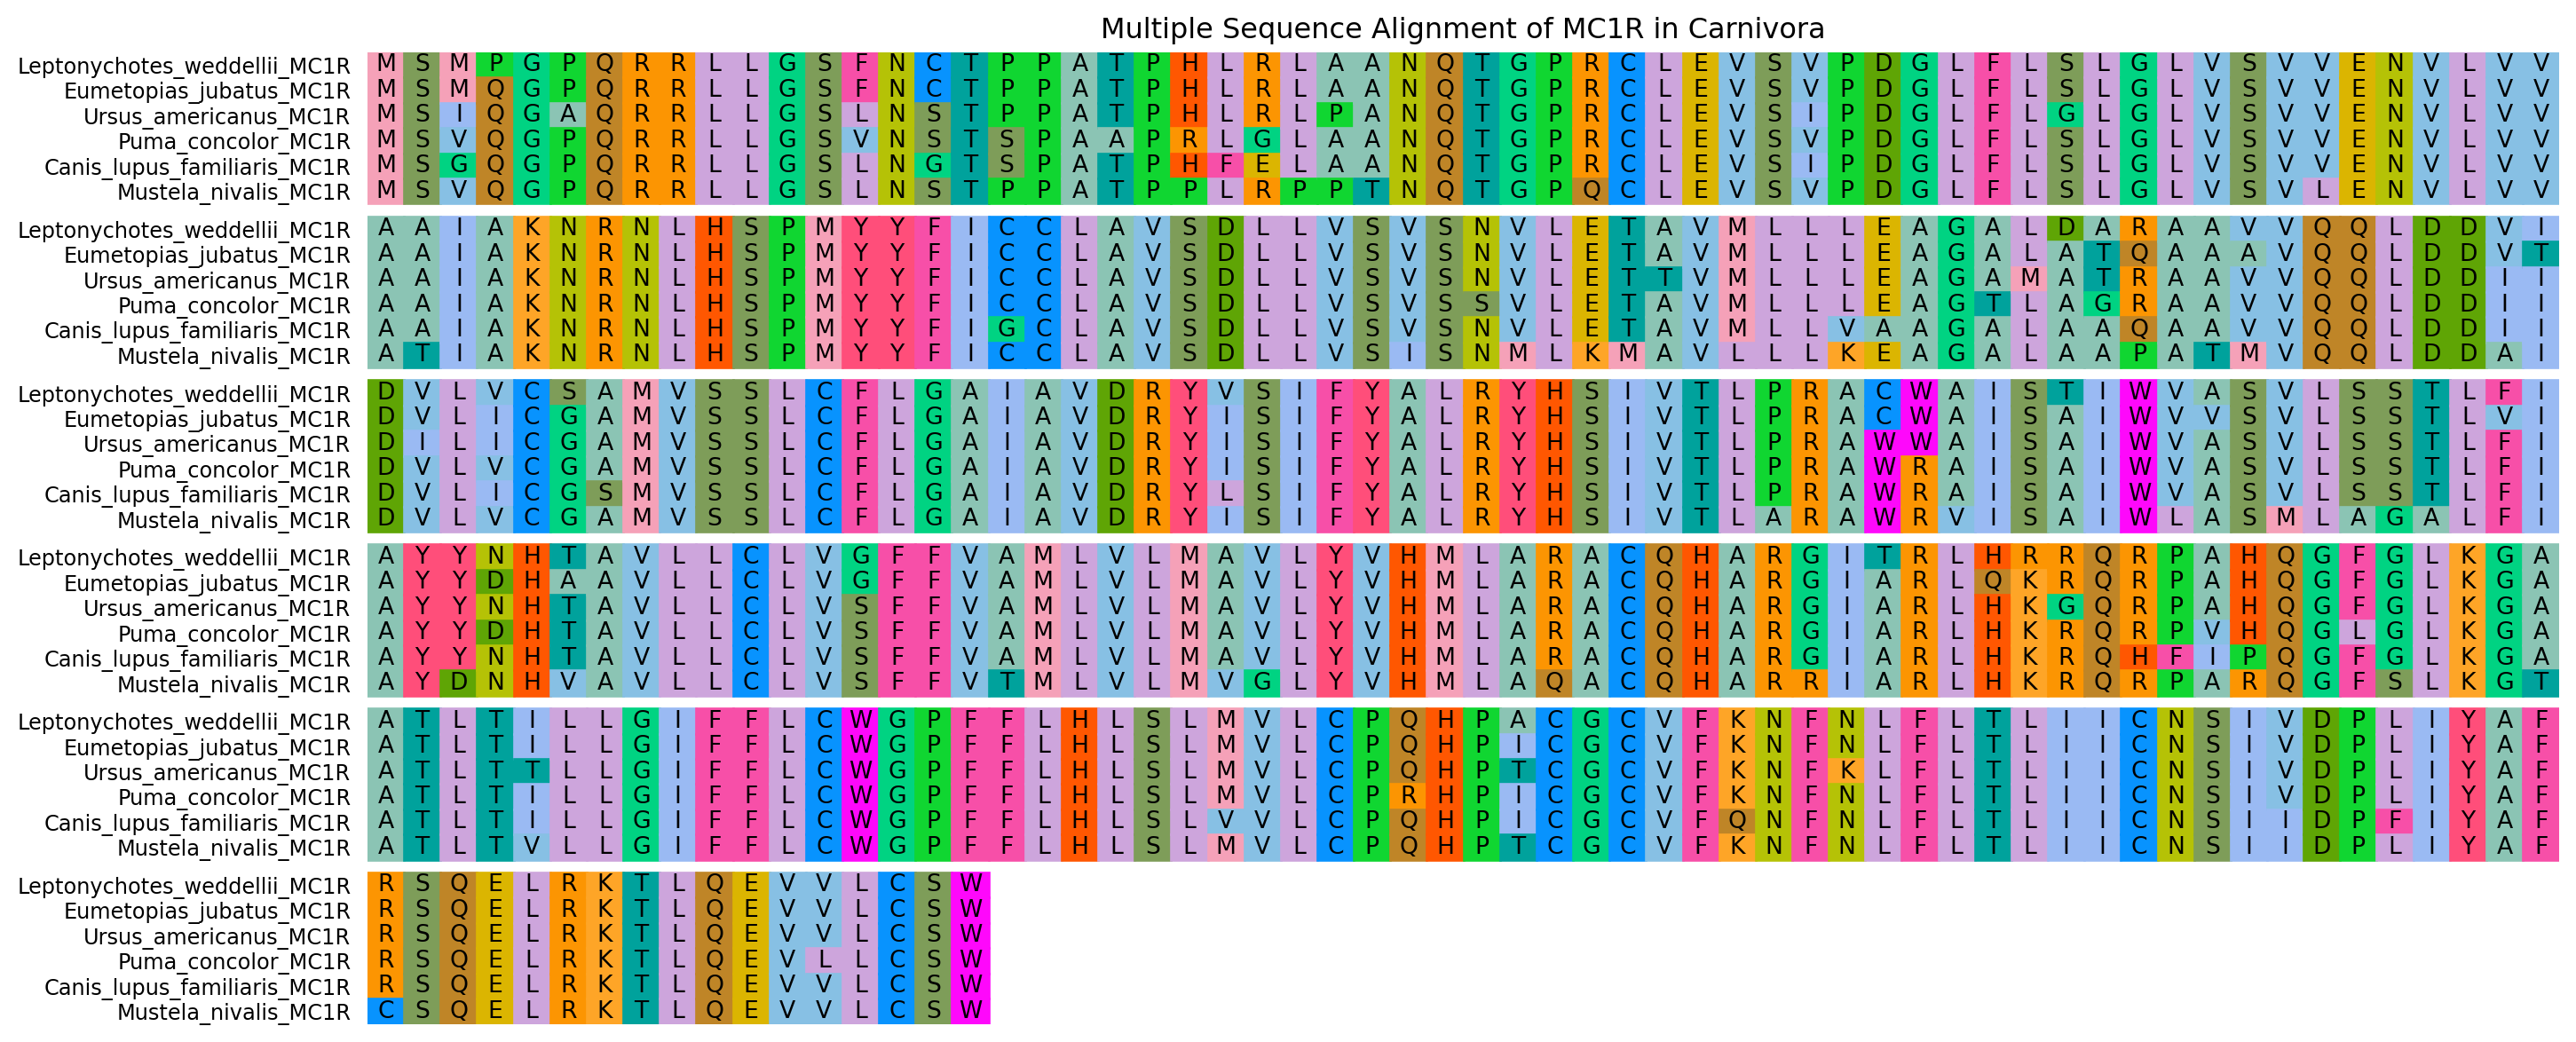 Multiple Sequence Alignment of MC1R in Carnivora
Leptonychotes_weddellii_MC1R M S M P G P Q R R L L G S F N C T P P A T P H L R L A A N Q T G P R C L E V S V P D G L F L S L G L V S V V E N V L V V
Eumetopias_jubatus_MC1R M S M Q G P Q R R L L G S F N C T P P A T P H L R L A A N Q T G P R C L E V S V P D G L F L S L G L V S V V E N V L V V
Ursus_americanus_MC1R M S I Q G A Q R R L L G S L N S T P P A T P H L R L P A N Q T G P R C L E V S I P D G L F L G L G L V S V V E N V L V V
Puma_concolor_MC1R M S V Q G P Q R R L L G S V N S T S P A A P R L G L A A N Q T G P R C L E V S V P D G L F L S L G L V S V V E N V L V V
Canis_lupus_familiaris_MC1R M S G Q G P Q R R L L G S L N G T S P A T P H F E L A A N Q T G P R C L E V S I P D G L F L S L G L V S V V E N V L V V
Mustela_nivalis_MC1R M S V Q G P Q R R L L G S L N S T P P A T P P L R P P T N Q T G P Q C L E V S V P D G L F L S L G L V S V L E N V L V V
Leptonychotes_weddellii_MC1R A A I A K N R N L H S P M Y Y F I C C L A V S D L L V S V S N V L E T A V M L L L E A G A L D A R A A V V Q Q L D D V I
Eumetopias_jubatus_MC1R A A I A K N R N L H S P M Y Y F I C C L A V S D L L V S V S N V L E T A V M L L L E A G A L A T Q A A A V Q Q L D D V T
Ursus_americanus_MC1R A A I A K N R N L H S P M Y Y F I C C L A V S D L L V S V S N V L E T T V M L L L E A G A M A T R A A V V Q Q L D D I I
Puma_concolor_MC1R A A I A K N R N L H S P M Y Y F I C C L A V S D L L V S V S S V L E T A V M L L L E A G T L A G R A A V V Q Q L D D I I
Canis_lupus_familiaris_MC1R A A I A K N R N L H S P M Y Y F I G C L A V S D L L V S V S N V L E T A V M L L V A A G A L A A Q A A V V Q Q L D D I I
Mustela_nivalis_MC1R A T I A K N R N L H S P M Y Y F I C C L A V S D L L V S I S N M L K M A V L L L K E A G A L A A P A T M V Q Q L D D A I
Leptonychotes_weddellii_MC1R D V L V C S A M V S S L C F L G A I A V D R Y V S I F Y A L R Y H S I V T L P R A C W A I S T I W V A S V L S S T L F I
Eumetopias_jubatus_MC1R D V L I C G A M V S S L C F L G A I A V D R Y I S I F Y A L R Y H S I V T L P R A C W A I S A I W V V S V L S S T L V I
Ursus_americanus_MC1R D I L I C G A M V S S L C F L G A I A V D R Y I S I F Y A L R Y H S I V T L P R A W W A I S A I W V A S V L S S T L F I
Puma_concolor_MC1R D V L V C G A M V S S L C F L G A I A V D R Y I S I F Y A L R Y H S I V T L P R A W R A I S A I W V A S V L S S T L F I
Canis_lupus_familiaris_MC1R D V L I C G S M V S S L C F L G A I A V D R Y L S I F Y A L R Y H S I V T L P R A W R A I S A I W V A S V L S S T L F I
Mustela_nivalis_MC1R D V L V C G A M V S S L C F L G A I A V D R Y I S I F Y A L R Y H S I V T L A R A W R V I S A I W L A S M L A G A L F I
Leptonychotes_weddellii_MC1R A Y Y N H T A V L L C L V G F F V A M L V L M A V L Y V H M L A R A C Q H A R G I T R L H R R Q R P A H Q G F G L K G A
Eumetopias_jubatus_MC1R A Y Y D H A A V L L C L V G F F V A M L V L M A V L Y V H M L A R A C Q H A R G I A R L Q K R Q R P A H Q G F G L K G A
Ursus_americanus_MC1R A Y Y N H T A V L L C L V S F F V A M L V L M A V L Y V H M L A R A C Q H A R G I A R L H K G Q R P A H Q G F G L K G A
Puma_concolor_MC1R A Y Y D H T A V L L C L V S F F V A M L V L M A V L Y V H M L A R A C Q H A R G I A R L H K R Q R P V H Q G L G L K G A
Canis_lupus_familiaris_MC1R A Y Y N H T A V L L C L V S F F V A M L V L M A V L Y V H M L A R A C Q H A R G I A R L H K R Q H F I P Q G F G L K G A
Mustela_nivalis_MC1R A Y D N H V A V L L C L V S F F V T M L V L M V G L Y V H M L A Q A C Q H A R R I A R L H K R Q R P A R Q G F S L K G T
Leptonychotes_weddellii_MC1R A T L T I L L G I F F L C W G P F F L H L S L M V L C P Q H P A C G C V F K N F N L F L T L I I C N S I V D P L I Y A F
Eumetopias_jubatus_MC1R A T L T I L L G I F F L C W G P F F L H L S L M V L C P Q H P I C G C V F K N F N L F L T L I I C N S I V D P L I Y A F
Ursus_americanus_MC1R A T L T T L L G I F F L C W G P F F L H L S L M V L C P Q H P T C G C V F K N F K L F L T L I I C N S I V D P L I Y A F
Puma_concolor_MC1R A T L T I L L G I F F L C W G P F F L H L S L M V L C P R H P I C G C V F K N F N L F L T L I I C N S I V D P L I Y A F
Canis_lupus_familiaris_MC1R A T L T I L L G I F F L C W G P F F L H L S L V V L C P Q H P I C G C V F Q N F N L F L T L I I C N S I I D P F I Y A F
Mustela_nivalis_MC1R A T L T V L L G I F F L C W G P F F L H L S L M V L C P Q H P T C G C V F K N F N L F L T L I I C N S I I D P L I Y A F
Leptonychotes_weddellii_MC1R R S Q E L R K T L Q E V V L C S W
Eumetopias_jubatus_MC1R R S Q E L R K T L Q E V V L C S W
Ursus_americanus_MC1R R S Q E L R K T L Q E V V L C S W
Puma_concolor_MC1R R S Q E L R K T L Q E V L L C S W
Canis_lupus_familiaris_MC1R R S Q E L R K T L Q E V V L C S W
Mustela_nivalis_MC1R C S Q E L R K T L Q E V V L C S W